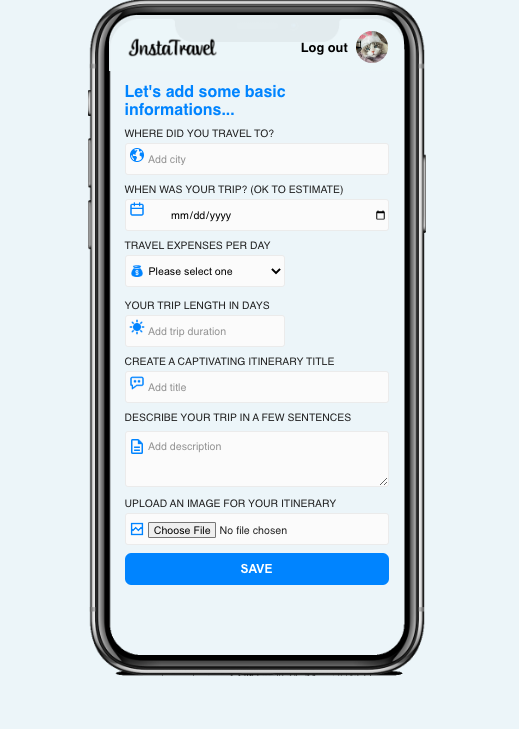 InstaTravel
Log out
Let's add some basic
informations...
WHERE DID YOU TRAVEL TO?
Add city
WHEN WAS YOUR TRIP? (OK TO ESTIMATE)
mm/dd/yyyy
TRAVEL EXPENSES PER DAY
Please select one
YOUR TRIP LENGTH IN DAYS
Add trip duration
CREATE A CAPTIVATING ITINERARY TITLE
Add title
DESCRIBE YOUR TRIP IN A FEW SENTENCES
Add description
UPLOAD AN IMAGE FOR YOUR ITINERARY
Choose File No file chosen
SAVE